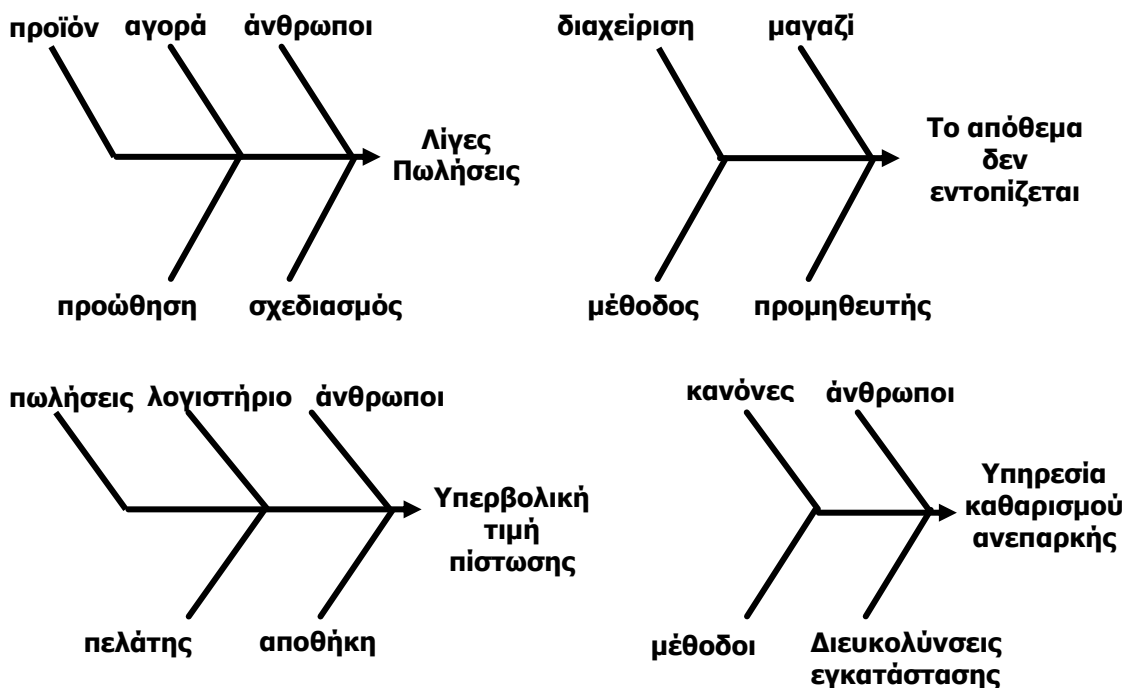 προϊόν αγορά άνθρωποι
Λίγες
Πωλήσεις
προώθηση σχεδιασμός
διαχείριση μαγαζί
Το απόθεμα
δεν
εντοπίζεται
μέθοδος προμηθευτής
πωλήσεις λογιστήριο άνθρωποι
Υπερβολική
τιμή
πίστωσης
πελάτης αποθήκη
κανόνες άνθρωποι
Υπηρεσία
καθαρισμού
ανεπαρκής
μέθοδοι Διευκολύνσεις
εγκατάστασης